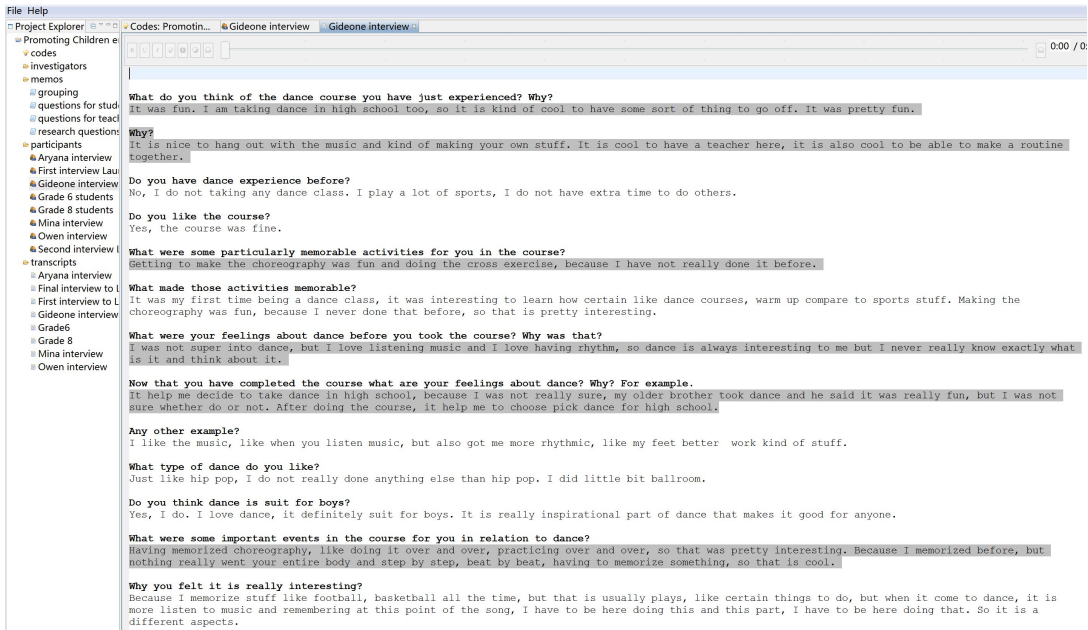 File Help
Project Explorer
Codes: Promotin...
Gideone interview
Gideone interview
Promoting Children e
codes
investigators
memos
grouping
questions for stud
questions for teac
research questions
participants
Aryana interview
First interview Lau
Gideone interview
Grade 6 students
Grade 8 students
Mina interview
Owen interview
Second interview L
transcripts
Aryana interview
Final interview to L
First interview to L
Gideone interview
Grade6
Grade 8
Mina interview
Owen interview
0:00 / 0:
What do you think of the dance course you have just experienced? Why?
It was fun. I am taking dance in high school too, so it is kind of cool to have some sort of thing to go off. It was pretty fun.
Why?
It is nice to hang out with the music and kind of making your own stuff. It is cool to have a teacher here, it is also cool to be able to make a routine
together.
Do you have dance experience before?
No, I do not taking any dance class. I play a lot of sports, I do not have extra time to do others.
Do you like the course?
Yes, the course was fine.
What were some particularly memorable activities for you in the course?
Getting to make the choreography was fun and doing the cross exercise, because I have not really done it before.
What made those activities memorable?
It was my first time being a dance class, it was interesting to learn how certain like dance courses, warm up compare to sports stuff. Making the
choreography was fun, because I never done that before, so that is pretty interesting.
What were your feelings about dance before you took the course? Why was that?
I was not super into dance, but I love listening music and I love having rhythm, so dance is always interesting to me but I never really know exactly what
is it and think about it.
Now that you have completed the course what are your feelings about dance? Why? For example.
It help me decide to take dance in high school, because I was not really sure, my older brother took dance and he said it was really fun, but I was not
sure whether do or not. After doing the course, it help me to choose pick dance for high school.
Any other example?
I like the music, like when you listen music, but also got me more rhythmic, like my feet better  work kind of stuff.
What type of dance do you like?
Just like hip pop, I do not really done anything else than hip pop. I did little bit ballroom.
Do you think dance is suit for boys?
Yes, I do. I love dance, it definitely suit for boys. It is really inspirational part of dance that makes it good for anyone.
What were some important events in the course for you in relation to dance?
Having memorized choreography, like doing it over and over, practicing over and over, so that was pretty interesting. Because I memorized before, but
nothing really went your entire body and step by step, beat by beat, having to memorize something, so that is cool.
Why you felt it is really interesting?
Because I memorize stuff like football, basketball all the time, but that is usually plays, like certain things to do, but when it come to dance, it is
more listen to music and remembering at this point of the song, I have to be here doing this and this part, I have to be here doing that. So it is a
different aspects.